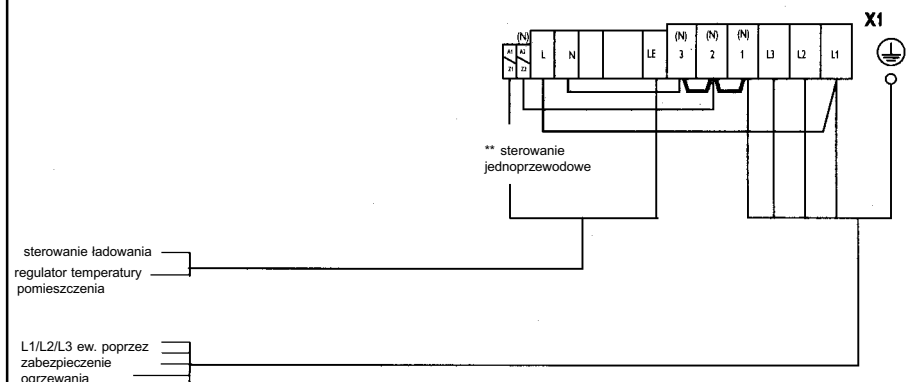 X1
(N) (N) (N) (N)
A1 A2 L N LE 3 2 1 L3 L2 L1
Z1 Z2
** sterowanie
jednoprzewodowe
sterowanie ładowania
regulator temperatury
pomieszczenia
L1/L2/L3 ew. poprzez
zabezpieczenie
ogrzewania